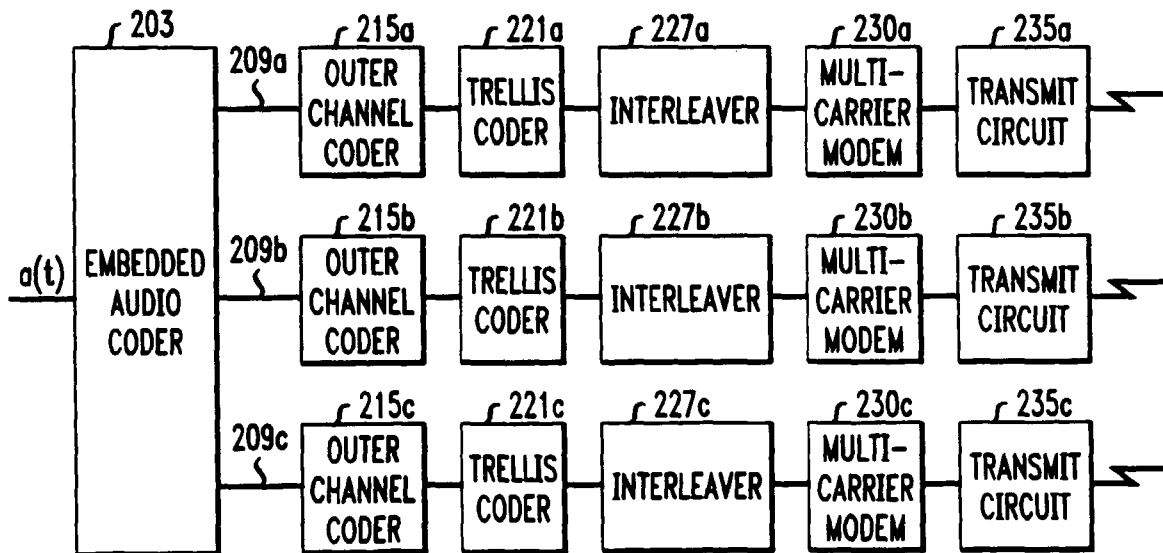 203
209a
215a
221a
227a
230a
235a
OUTER
CHANNEL
CODER
TRELLIS
CODER
INTERLEAVER
MULTI-
CARRIER
MODEM
TRANSMIT
CIRCUIT
a(t)
EMBEDDED
AUDIO
CODER
209b
215b
221b
227b
230b
235b
OUTER
CHANNEL
CODER
TRELLIS
CODER
INTERLEAVER
MULTI-
CARRIER
MODEM
TRANSMIT
CIRCUIT
209c
215c
221c
227c
230c
235c
OUTER
CHANNEL
CODER
TRELLIS
CODER
INTERLEAVER
MULTI-
CARRIER
MODEM
TRANSMIT
CIRCUIT